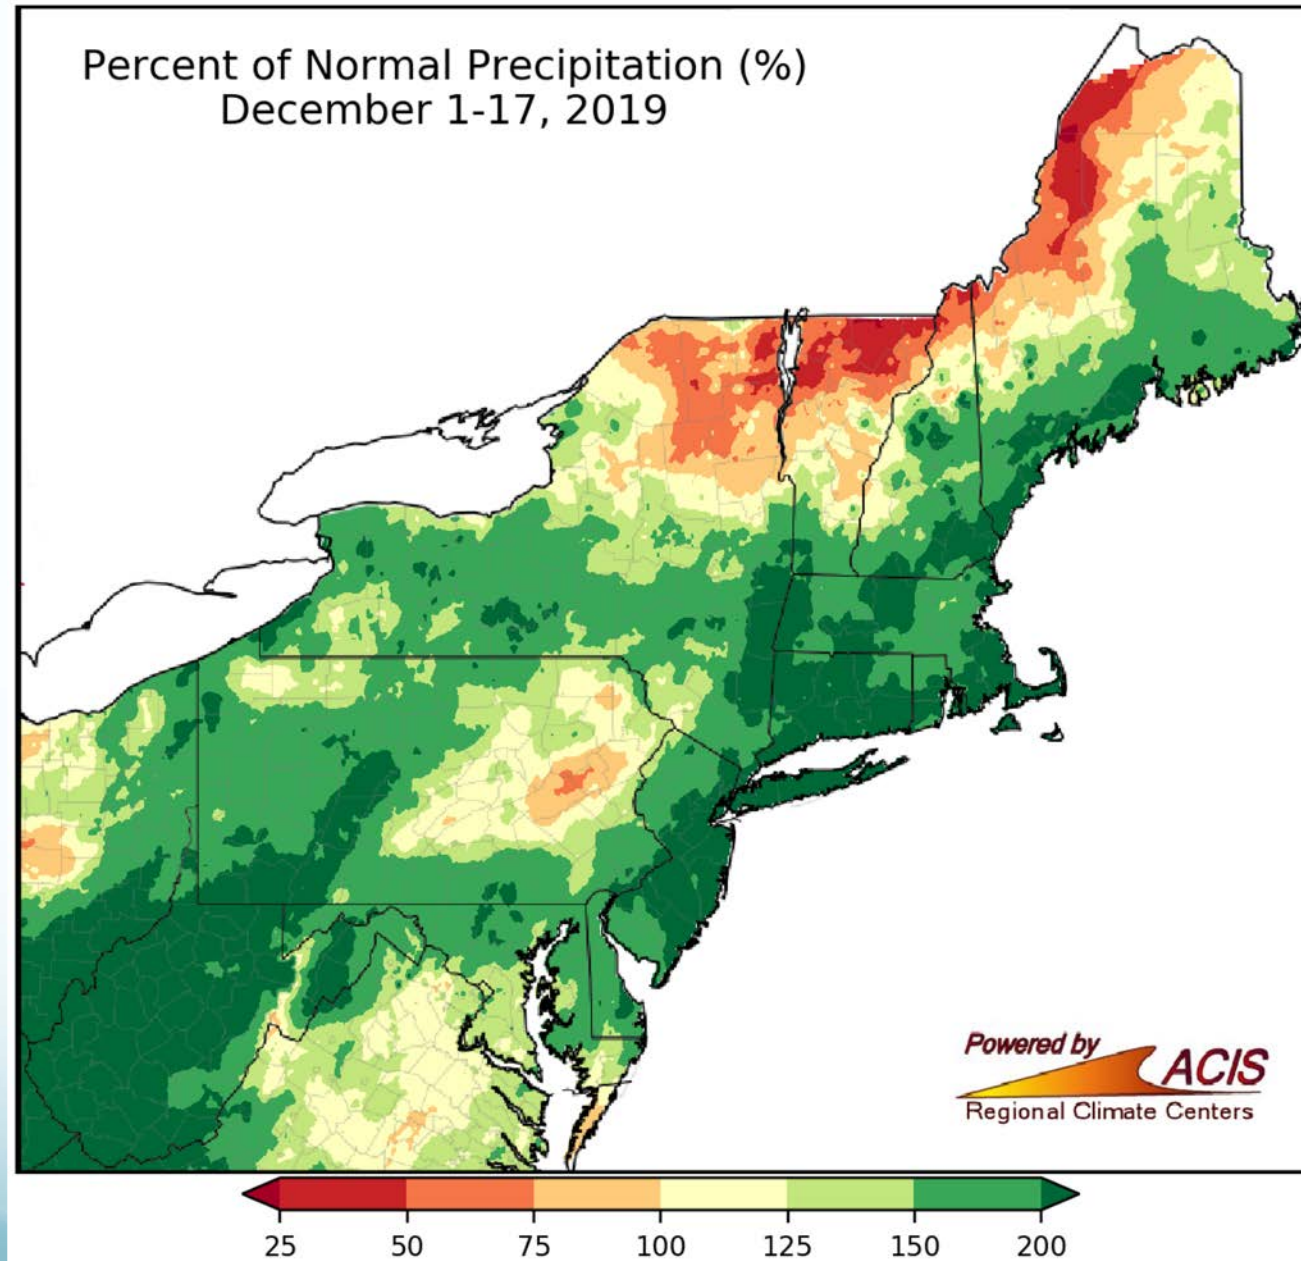 Percent of Normal Precipitation (%)
December 1-17, 2019
Powered by
ACIS
Regional Climate Centers
25 50 75 100 125 150 200